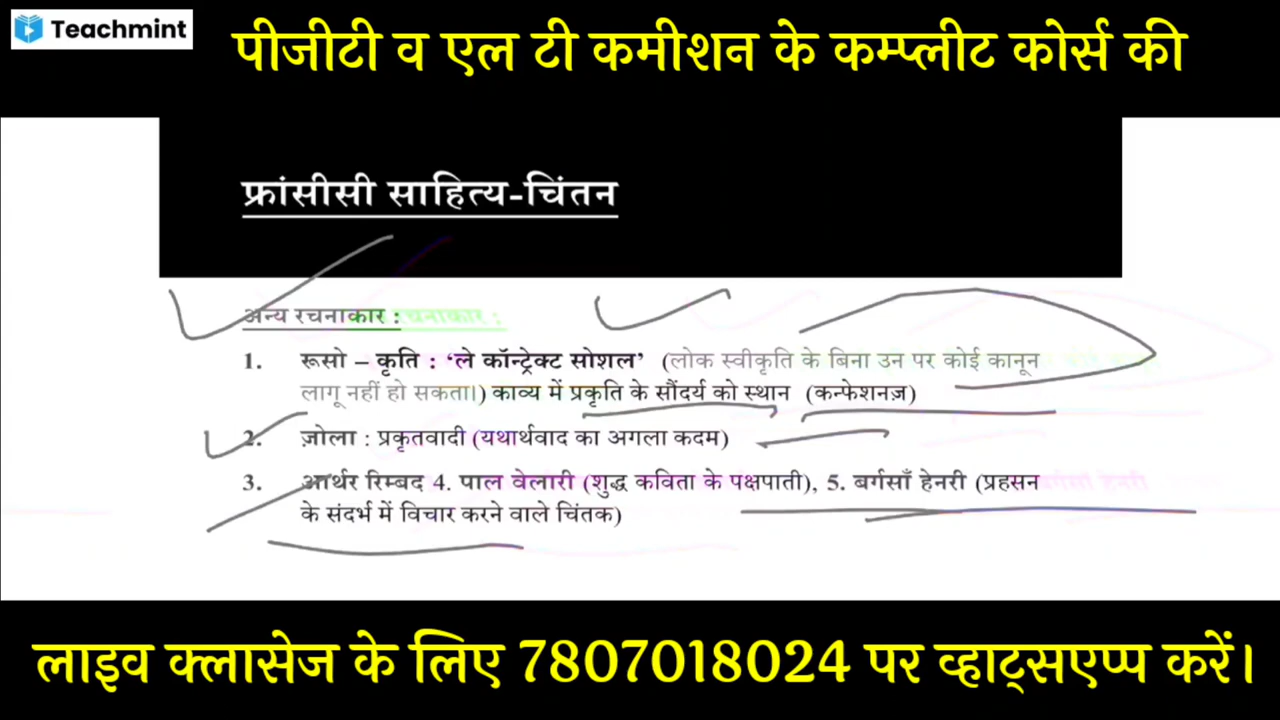 Teachmint
पीजीटी व एल टी कमीशन के कम्प्लीट कोर्स की
फ्रांसीसी साहित्य-चिंतन
अन्य रचनाकार :
1. रूसो – कृति : ‘ले कॉन्ट्रेक्ट सोशल’ (लोक स्वीकृति के बिना उन पर कोई कानून
लागू नहीं हो सकता।) काव्य में प्रकृति के सौंदर्य को स्थान (कन्फेशनज़)
2. ज़ोला : प्रकृतवादी (यथार्थवाद का अगला कदम)
3. आर्थर रिम्बद 4. पाल वेलारी (शुद्ध कविता के पक्षपाती), 5. बर्गसाँ हेनरी (प्रहसन
के संदर्भ में विचार करने वाले चिंतक)
लाइव क्लासेज के लिए 7807018024 पर व्हाट्सएप्प करें।